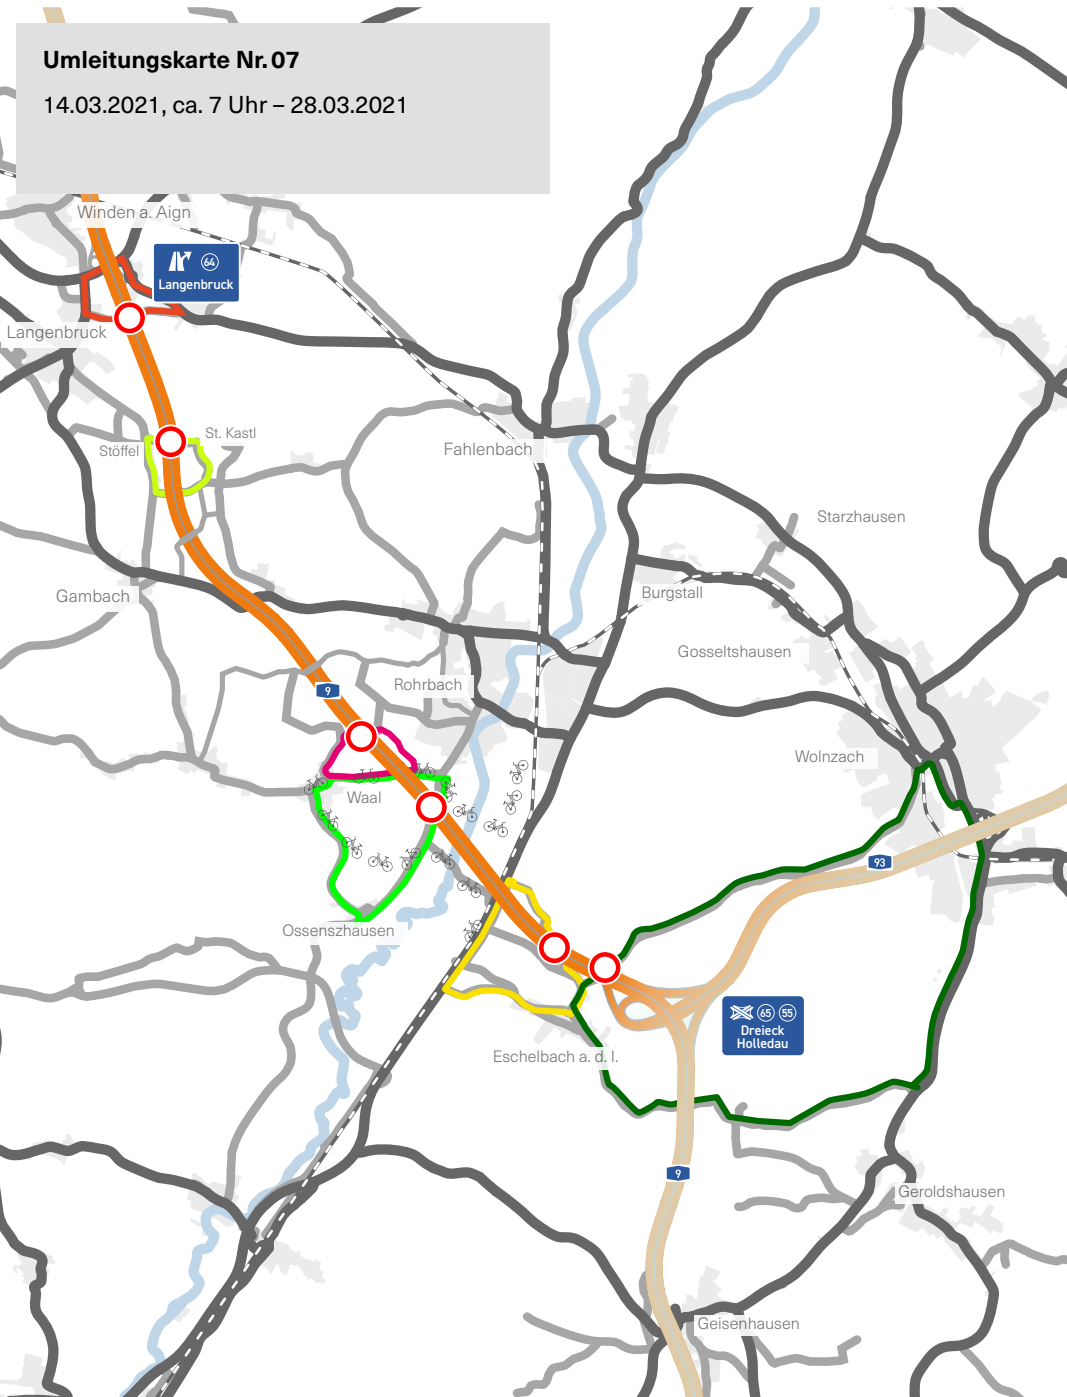 Umleitungskarte Nr. 07
14.03.2021, ca. 7 Uhr – 28.03.2021
Winden a. Aign
64
Langenbruck
Langenbruck
St. Kastl
Stöffel
Fahlenbach
Starzhausen
Gambach
Burgstall
Gosseltshausen
Rohrbach
9
Wolnzach
Waal
93
Ossenszhausen
65 55
Dreieck
Holledau
Eschelbach a. d. I.
9
Geroldshausen
Geisenhausen